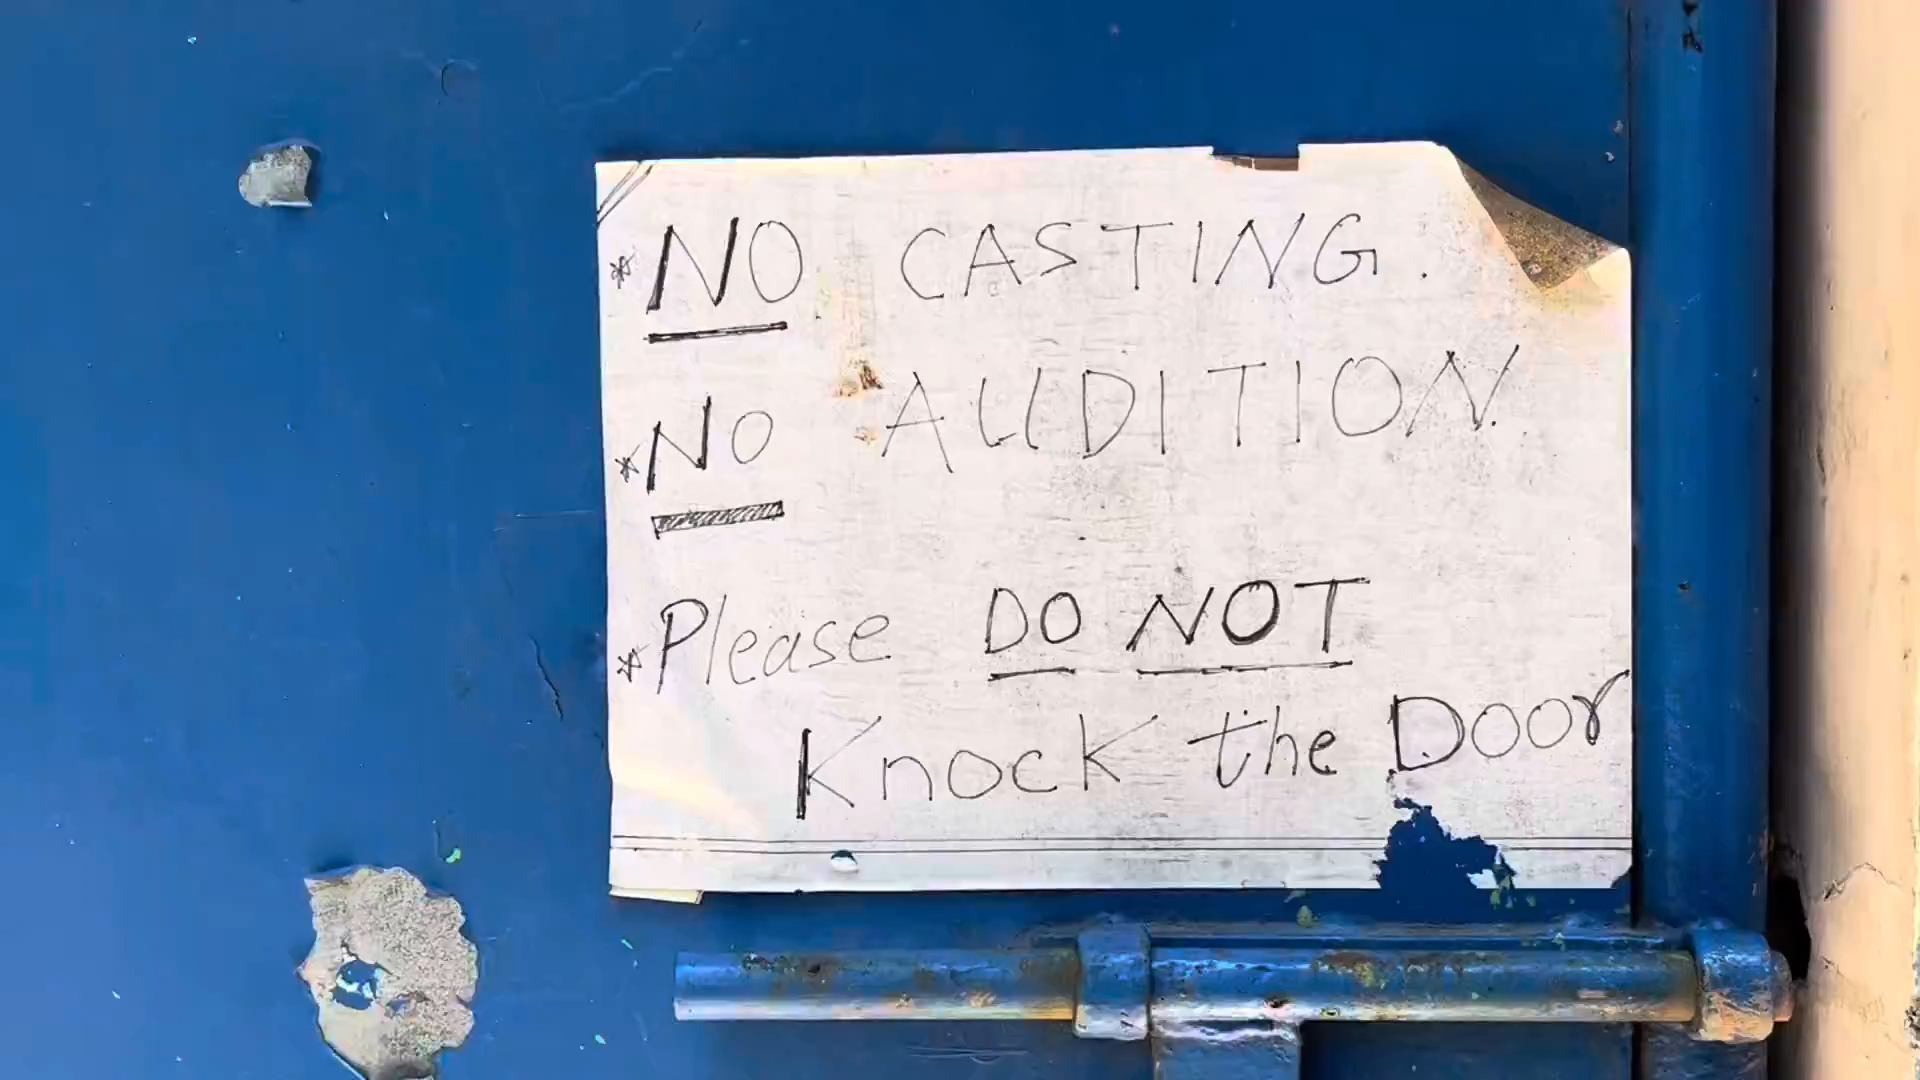 * NO CASTING.
* No AUDITION.
* Please DO NOT
Knock the Door